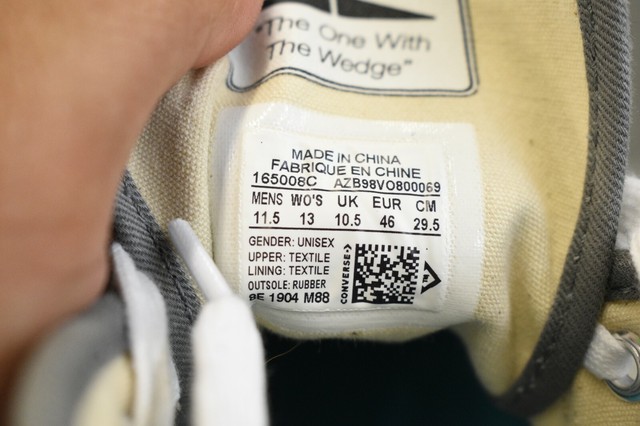 "The One With
The Wedge"
MADE IN CHINA
FABRIQUE EN CHINE
165008C AZB98VO800069
MENS WO'S UK EUR CM
11.5 13 10.5 46 29.5
GENDER: UNISEX
UPPER: TEXTILE
LINING: TEXTILE
OUTSOLE: RUBBER
8E 1904 M88
CONVERSE